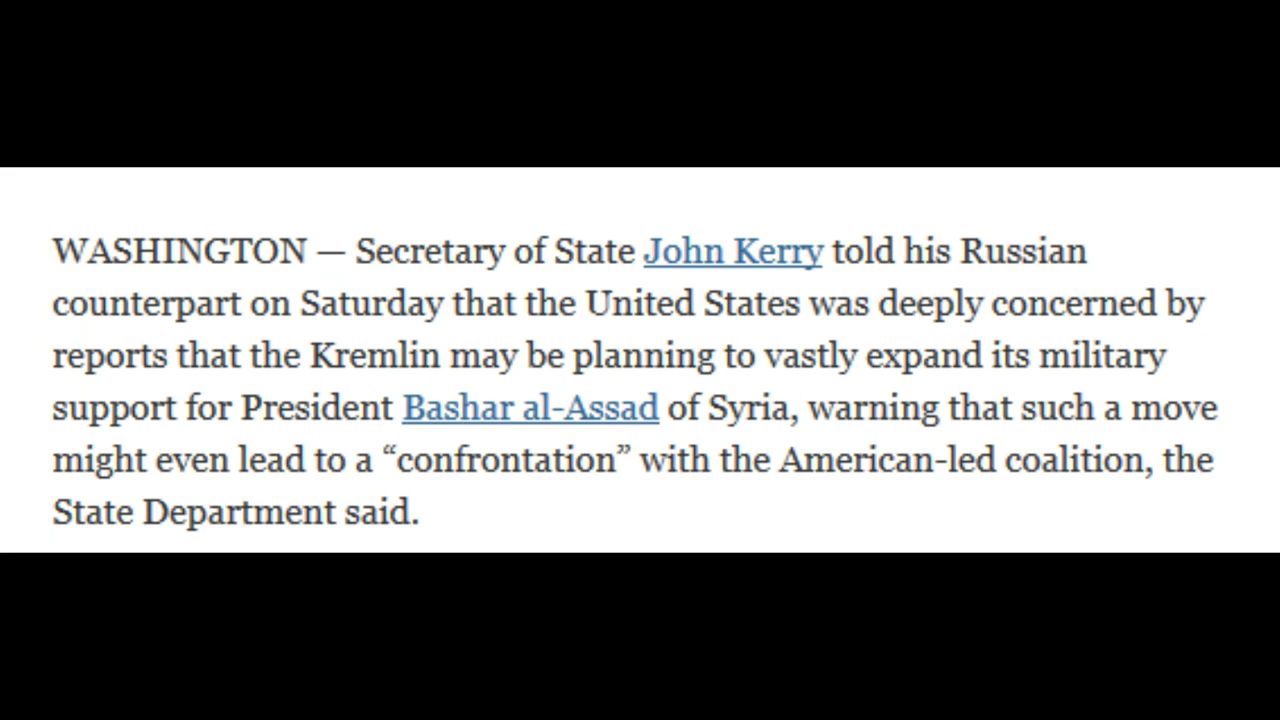 WASHINGTON — Secretary of State John Kerry told his Russian
counterpart on Saturday that the United States was deeply concerned by
reports that the Kremlin may be planning to vastly expand its military
support for President Bashar al-Assad of Syria, warning that such a move
might even lead to a “confrontation” with the American-led coalition, the
State Department said.